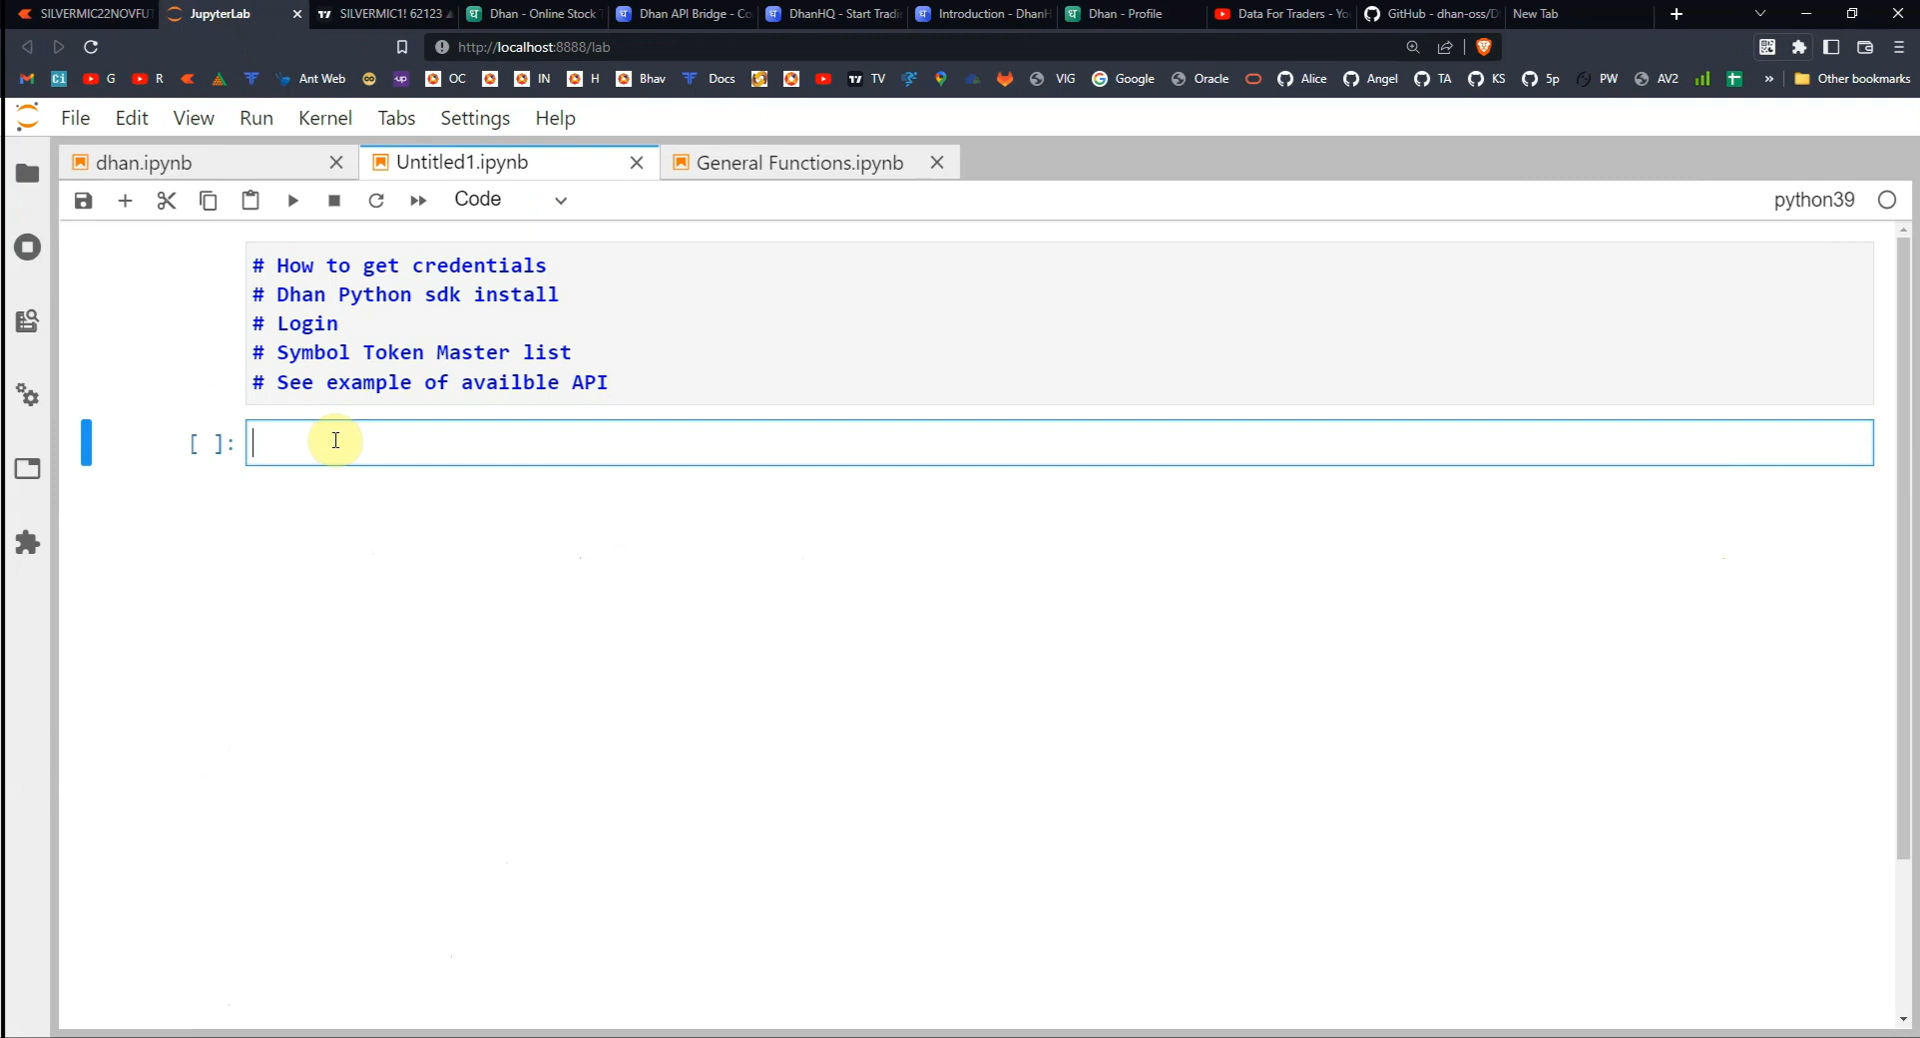 SILVERMIC22NOVFUT
JupyterLab
SILVERMIC1! 62123
Dhan - Online Stock
Dhan API Bridge - Co
DhanHQ - Start Tradi
Introduction - DhanH
Dhan - Profile
Data For Traders - Yo
GitHub - dhan-oss/D
New Tab
http://localhost:8888/lab
Ci
G
R
Ant Web
up
OC
IN
H
Bhav
Docs
TV
VIG
Google
Oracle
Alice
Angel
TA
KS
5p
PW
AV2
»
Other bookmarks
File Edit View Run Kernel Tabs Settings Help
dhan.ipynb
Untitled1.ipynb
General Functions.ipynb
Code
python39
# How to get credentials
# Dhan Python sdk install
# Login
# Symbol Token Master list
# See example of availble API
[ ]: